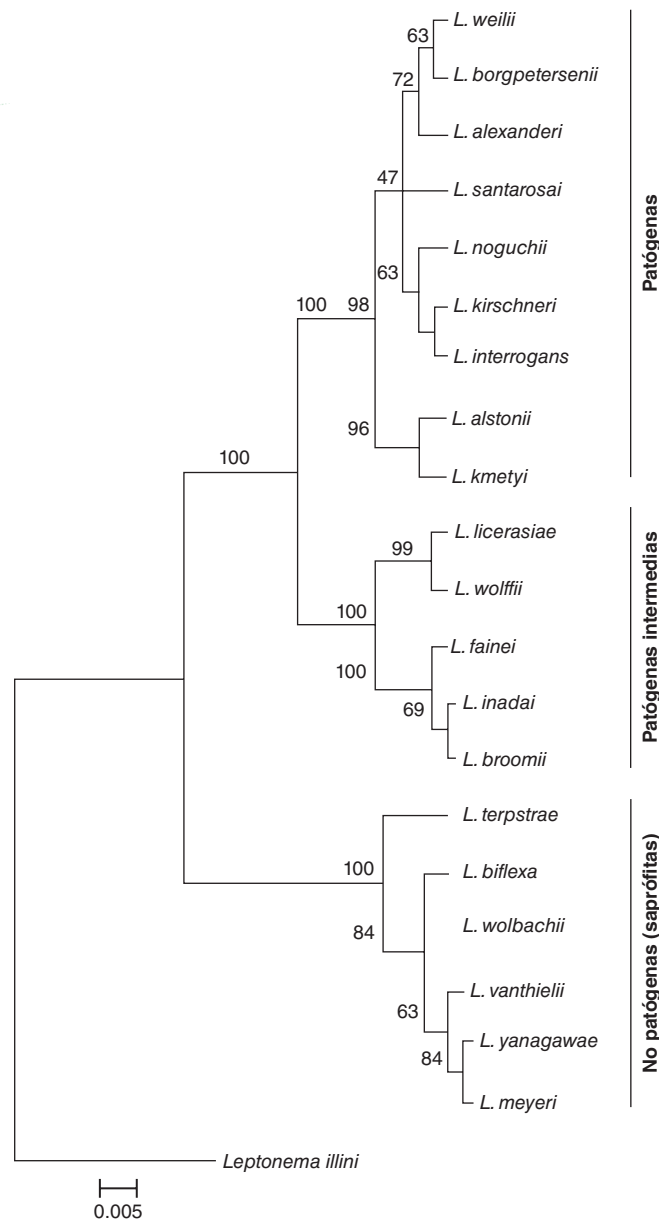 63
L. weilii
L. borgpetersenii
72
L. alexanderi
47
L. santarosai
L. noguchii
63
L. kirschneri
L. interrogans
100
98
96
L. alstonii
L. kmetyi
Patógenas
100
99
L. licerasiae
L. wolffii
100
100
L. fainei
69
L. inadai
L. broomii
Patógenas intermedias
L. terpstrae
100
L. biflexa
84
L. wolbachii
L. vanthielii
63
L. yanagawae
84
L. meyeri
No patógenas (saprófitas)
Leptonema illini
0.005